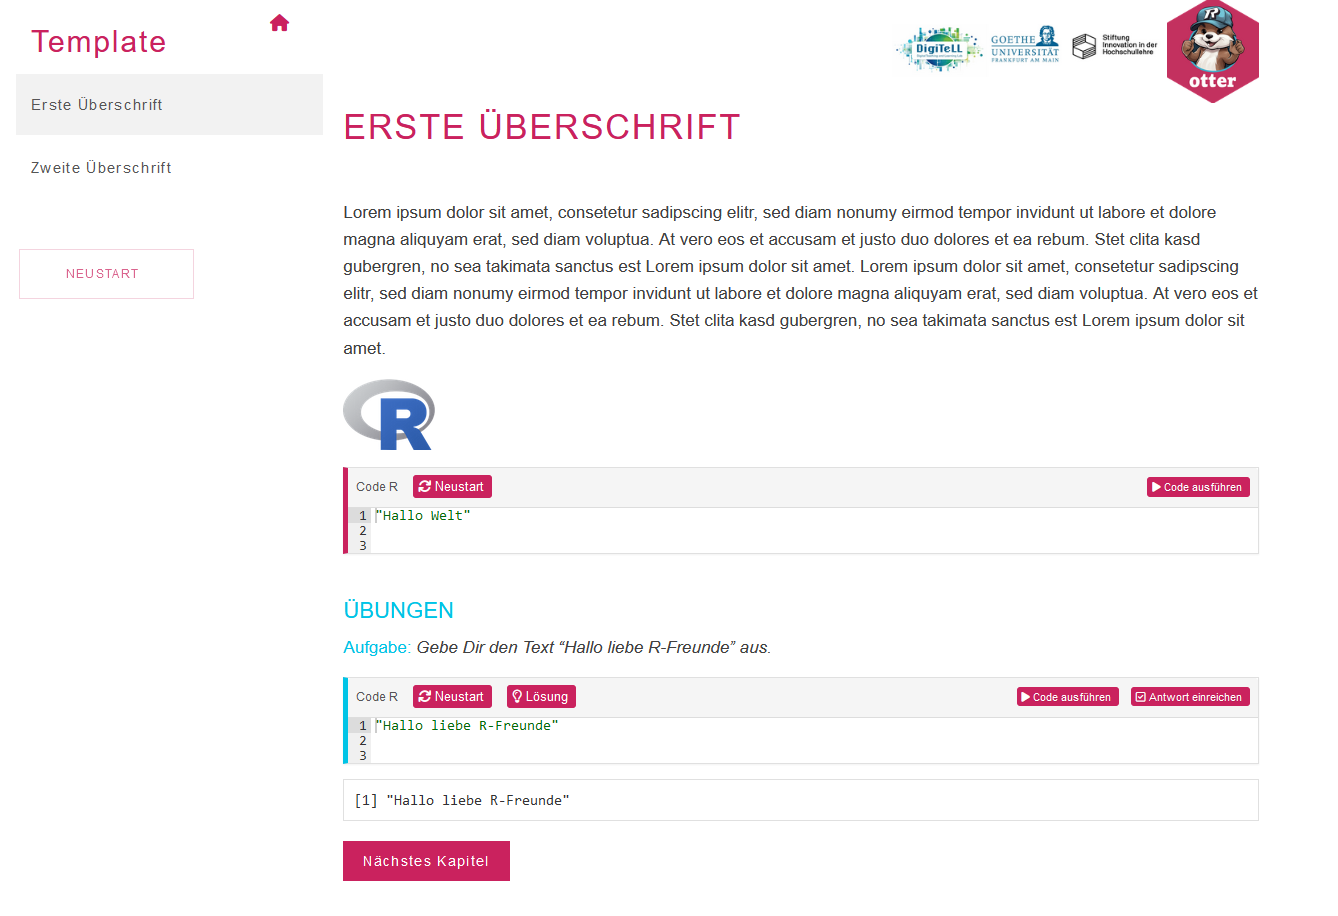 Template
Erste Überschrift
Zweite Überschrift
NEUSTART
DigiTeLL
GOETHE
UNIVERSITÄT
FRANKFURT AM MAIN
Stiftung
Innovation in der
Hochschullehre
otter
ERSTE ÜBERSCHRIFT
Lorem ipsum dolor sit amet, consetetur sadipscing elitr, sed diam nonumy eirmod tempor invidunt ut labore et dolore
magna aliquyam erat, sed diam voluptua. At vero eos et accusam et justo duo dolores et ea rebum. Stet clita kasd
gubergren, no sea takimata sanctus est Lorem ipsum dolor sit amet. Lorem ipsum dolor sit amet, consetetur sadipscing
elitr, sed diam nonumy eirmod tempor invidunt ut labore et dolore magna aliquyam erat, sed diam voluptua. At vero eos et
accusam et justo duo dolores et ea rebum. Stet clita kasd gubergren, no sea takimata sanctus est Lorem ipsum dolor sit
amet.
R
Code R Neustart Code ausführen
1 "Hallo Welt"
2
3
ÜBUNGEN
Aufgabe: Gebe Dir den Text “Hallo liebe R-Freunde” aus.
Code R Neustart Lösung Code ausführen Antwort einreichen
1 "Hallo liebe R-Freunde"
2
3
[1] "Hallo liebe R-Freunde"
Nächstes Kapitel